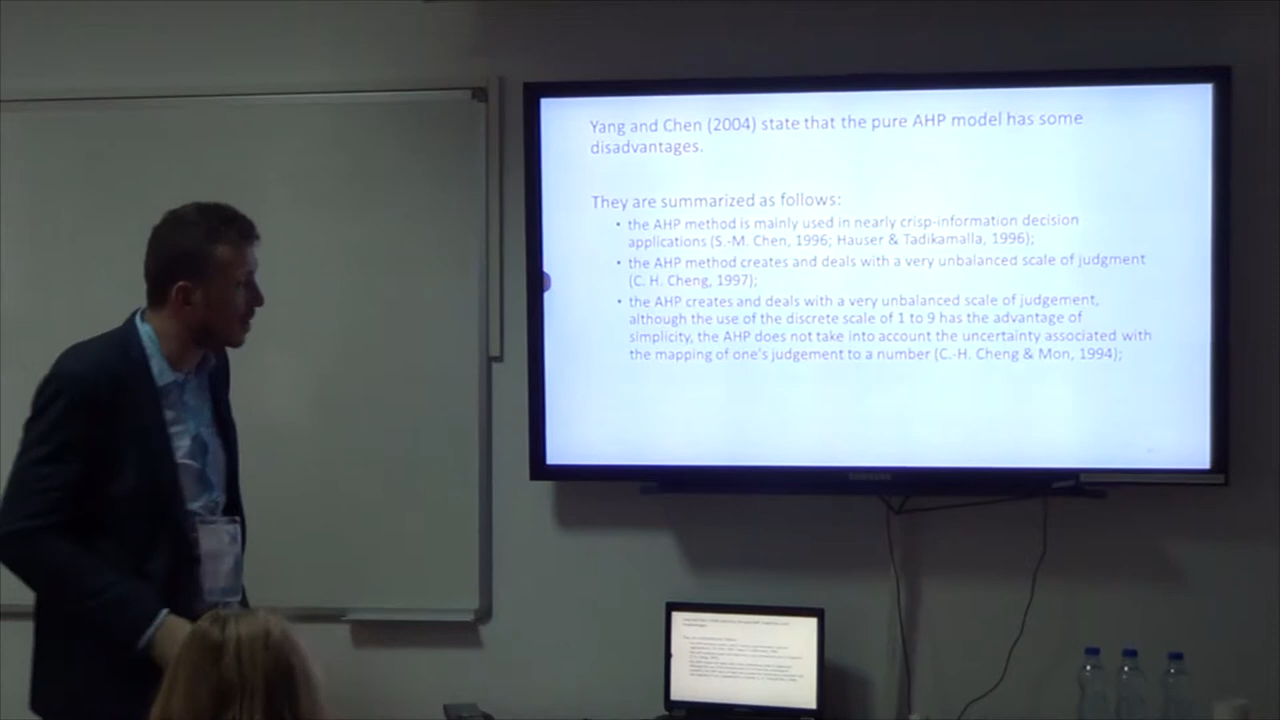 Yang and Chen (2004) state that the pure AHP model has some
disadvantages.
They are summarized as follows:
• the AHP method is mainly used in nearly crisp-information decision
applications (S.-M. Chen, 1996; Hauser & Tadikamalla, 1996);
• the AHP method creates and deals with a very unbalanced scale of judgment
(C. H. Cheng, 1997);
• the AHP creates and deals with a very unbalanced scale of judgement,
although the use of the discrete scale of 1 to 9 has the advantage of
simplicity, the AHP does not take into account the uncertainty associated with
the mapping of one's judgement to a number (C.-H. Cheng & Mon, 1994);
SAMSUNG